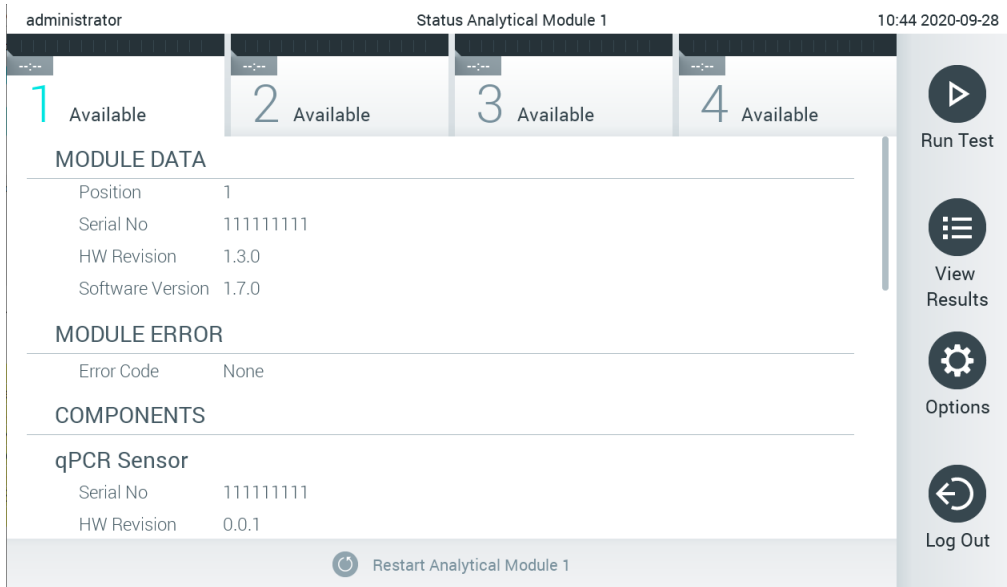 administrator Status Analytical Module 1 10:44 2020-09-28
--:-- --:-- --:-- --:--
1 Available 2 Available 3 Available 4 Available
MODULE DATA
Position 1
Serial No 111111111
HW Revision 1.3.0
Software Version 1.7.0
MODULE ERROR
Error Code None
COMPONENTS
qPCR Sensor
Serial No 111111111
HW Revision 0.0.1
Restart Analytical Module 1
Run Test
View
Results
Options
Log Out